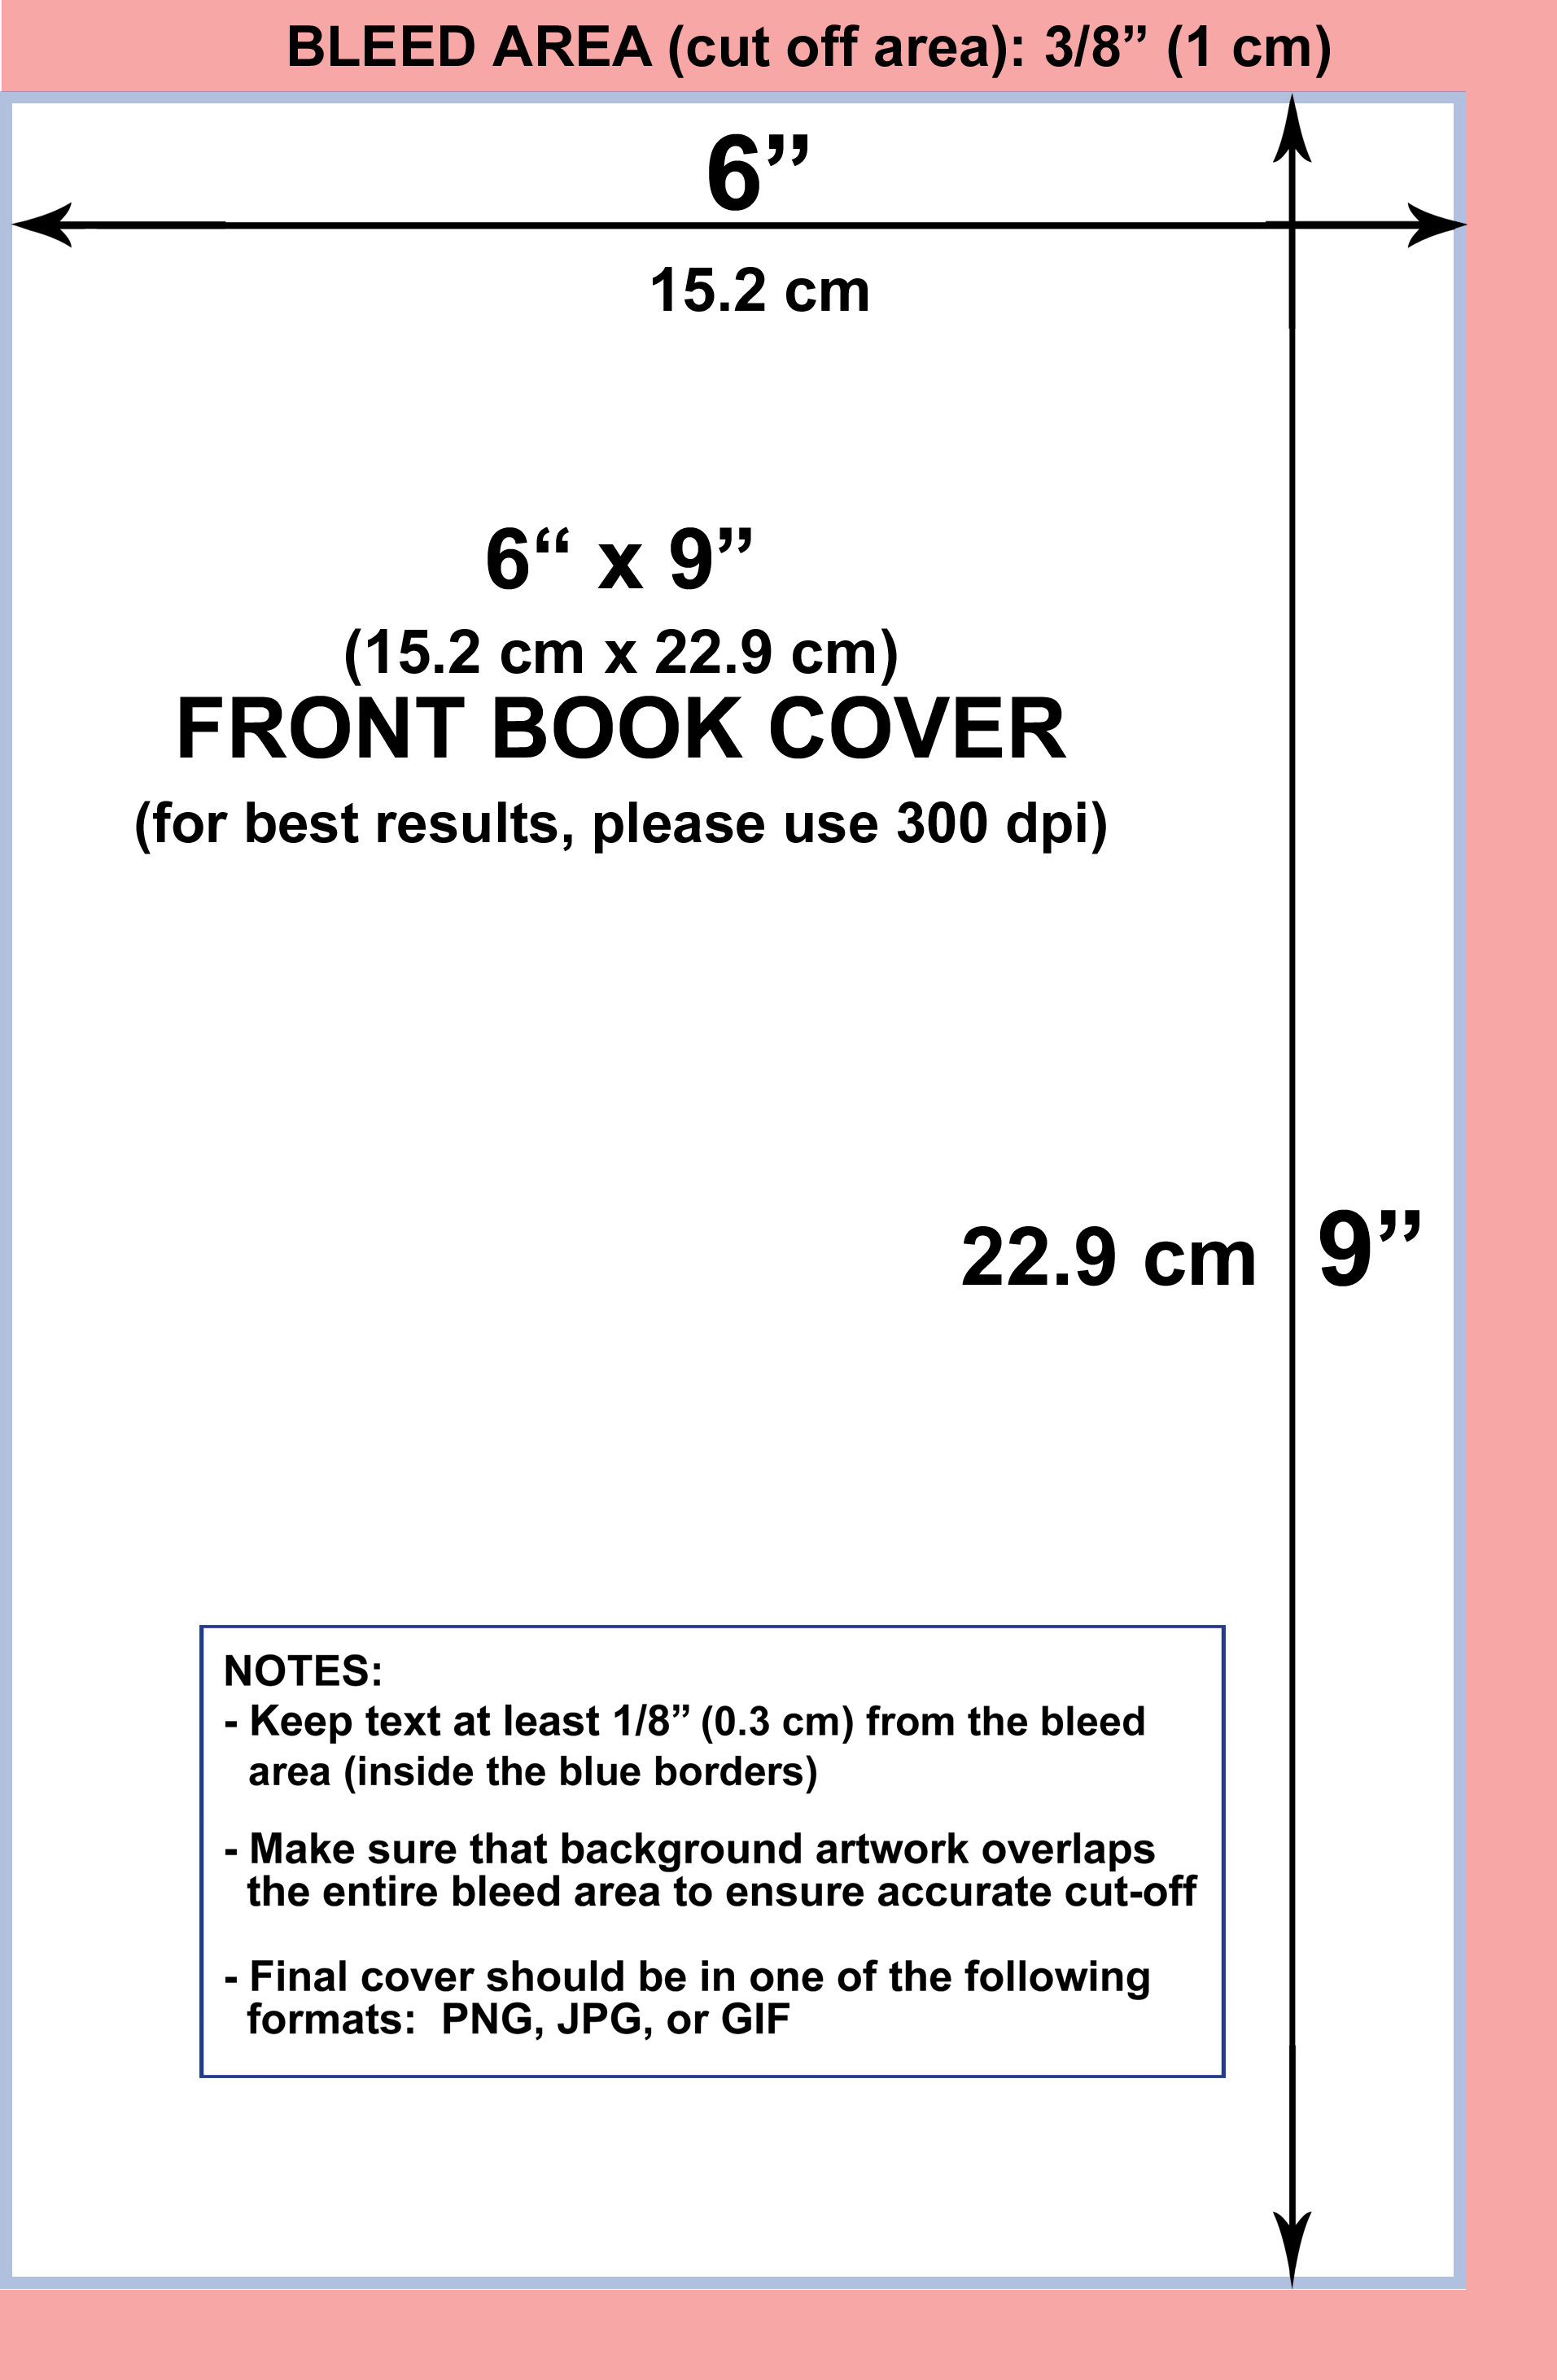 BLEED AREA (cut off area): 3/8” (1 cm)
6”
15.2 cm
6“ x 9”
(15.2 cm x 22.9 cm)
FRONT BOOK COVER
(for best results, please use 300 dpi)
22.9 cm 9”
NOTES:
- Keep text at least 1/8” (0.3 cm) from the bleed
area (inside the blue borders)
- Make sure that background artwork overlaps
the entire bleed area to ensure accurate cut-off
- Final cover should be in one of the following
formats: PNG, JPG, or GIF